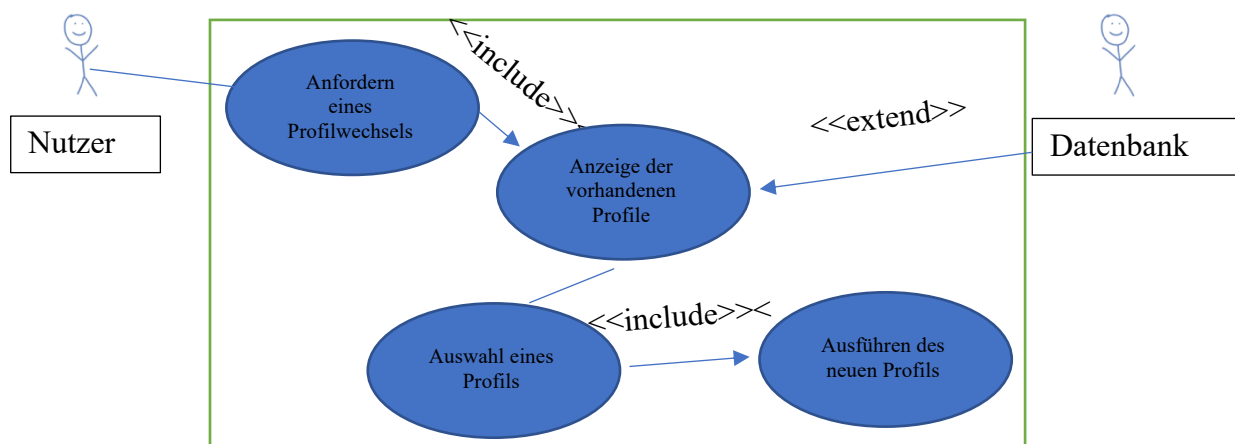 <<include>>
Anfordern
eines
Profilwechsels
<<extend>>
Nutzer
Datenbank
Anzeige der
vorhandenen
Profile
<<include>><
Auswahl eines
Profils
Ausführen des
neuen Profils